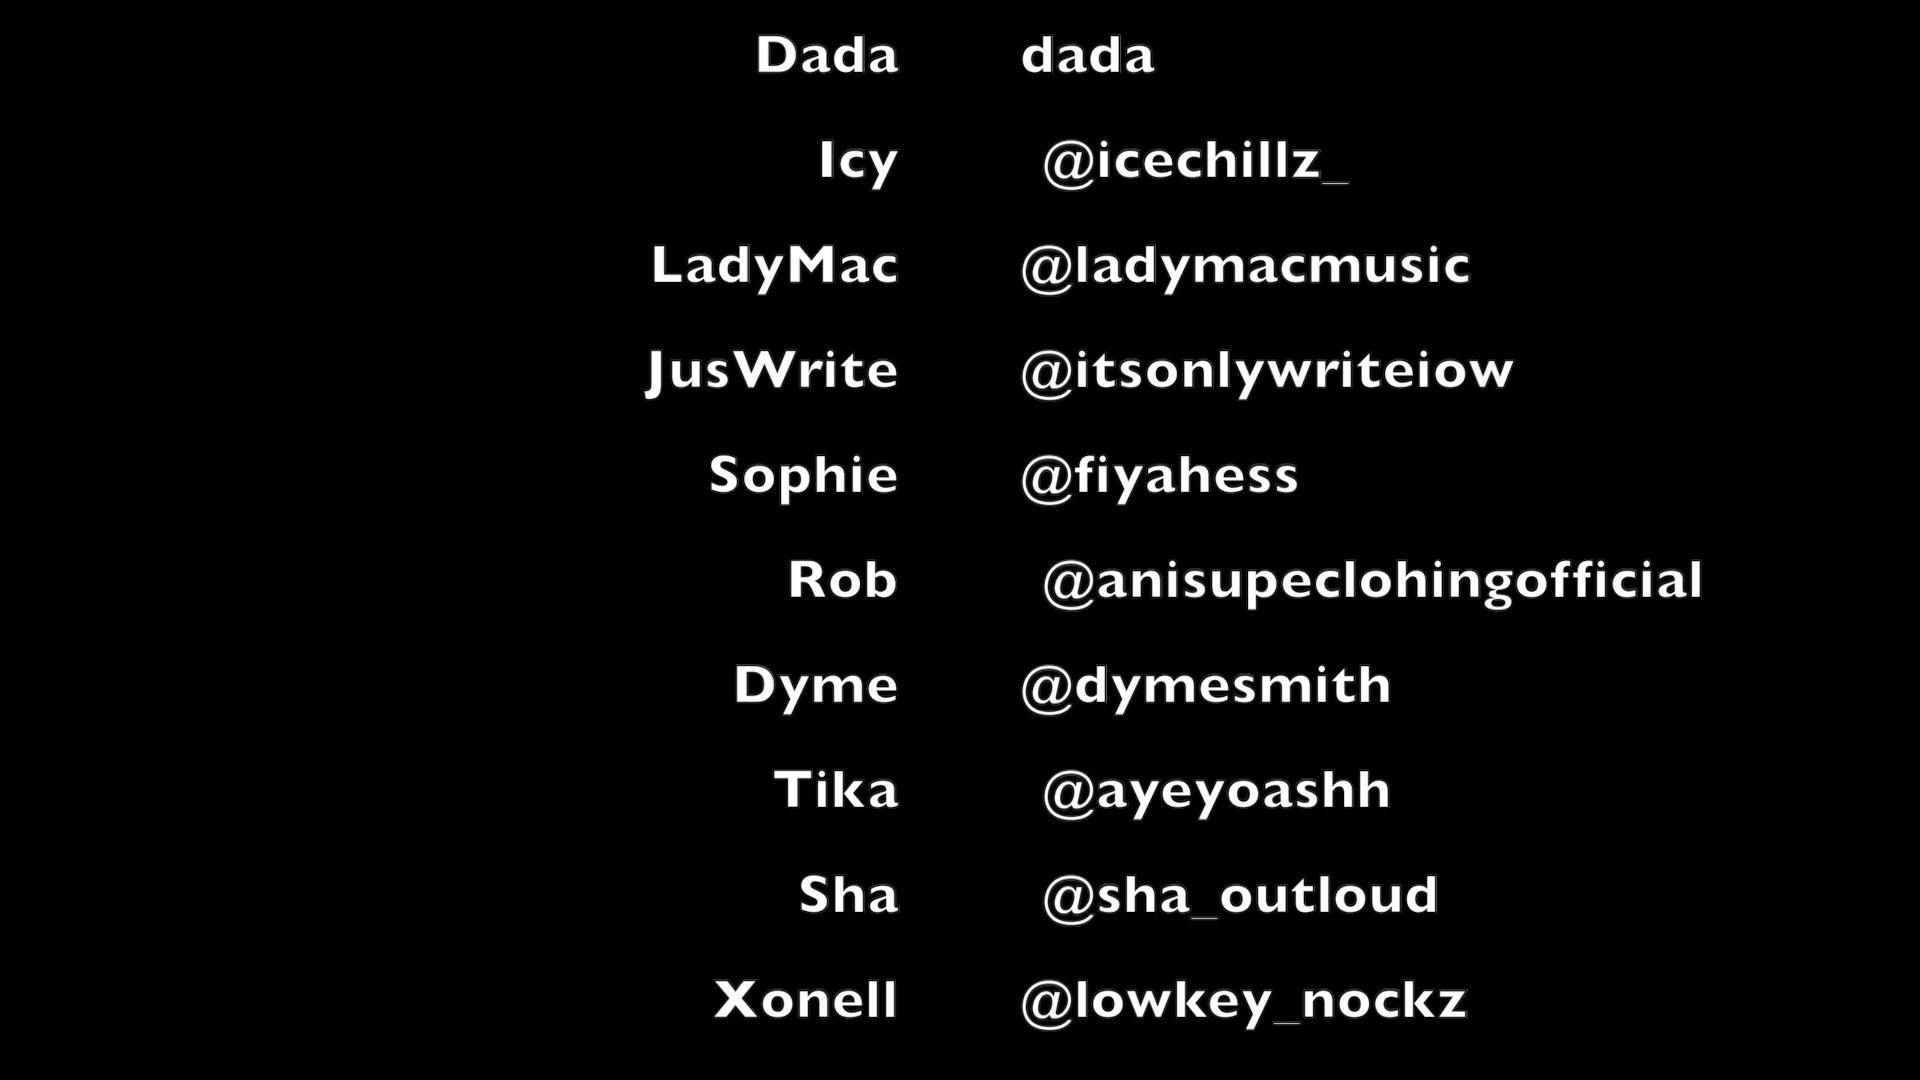 Dada dada
Icy @icechillz_
LadyMac @ladymacmusic
JusWrite @itsonlywriteiow
Sophie @fiyahess
Rob @anisupeclohingofficial
Dyme @dymesmith
Tika @ayeyoashh
Sha @sha_outloud
Xonell @lowkey_nockz